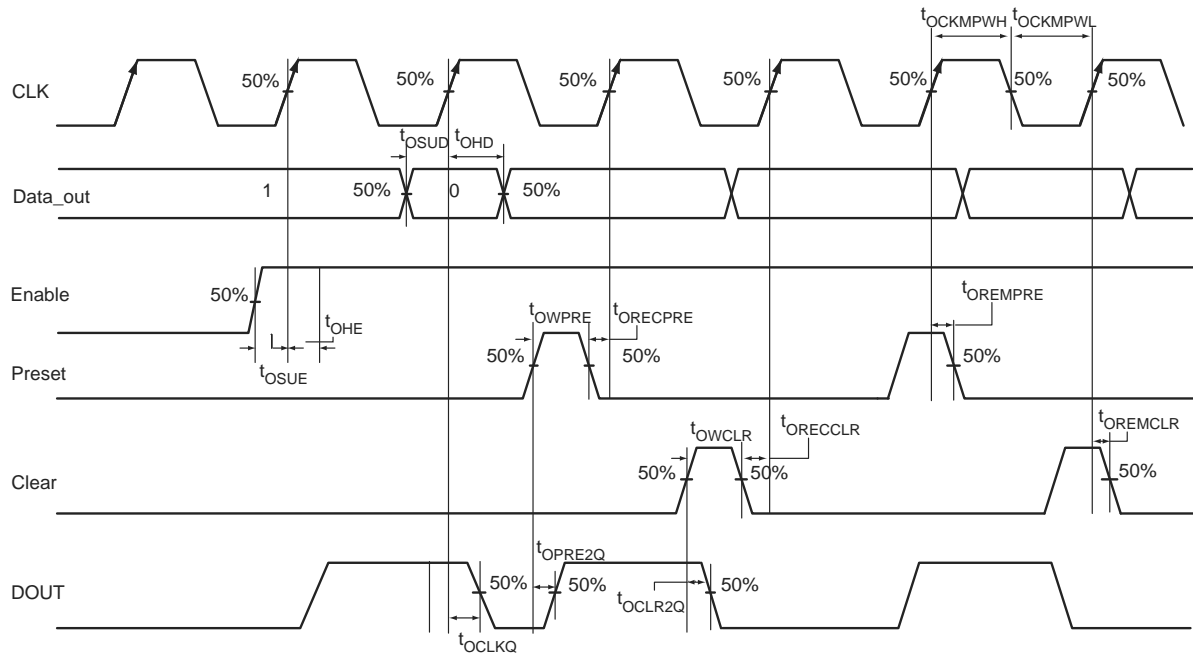 tOCKMPWH tOCKMPWL
CLK 50% 50% 50% 50% 50% 50% 50%
tOSUD tOHD
Data_out 1 50% 0 50%
Enable 50%
tOHE tOWPRE tORECPRE tOREMPRE
Preset tOSUE 50% 50% 50%
tOWCLR tORECCLR tOREMCLR
Clear 50% 50% 50%
tOPRE2Q
DOUT 50% 50% tOCLR2Q 50%
tOCLKQ